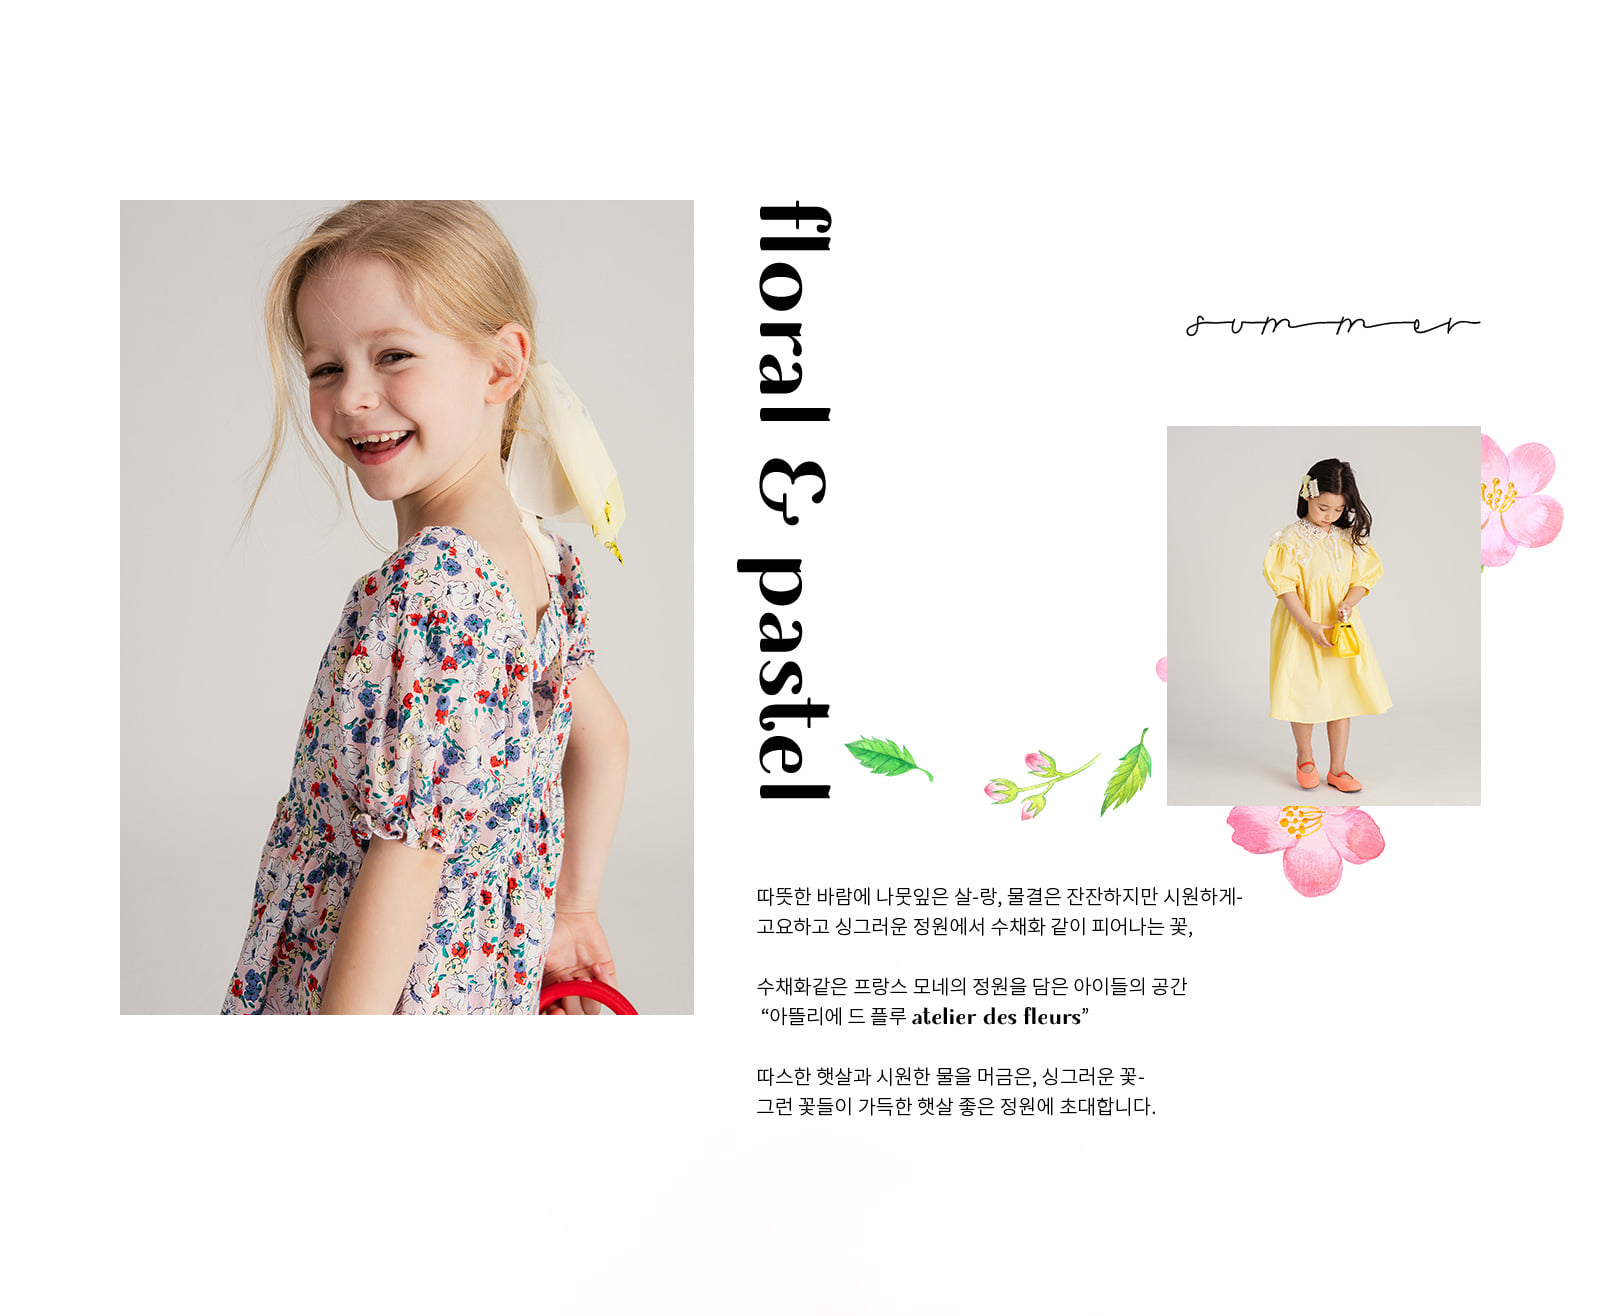 floral & pastel
summer
따뜻한 바람에 나뭇잎은 살-랑, 물결은 잔잔하지만 시원하게-
고요하고 싱그러운 정원에서 수채화 같이 피어나는 꽃,
수채화같은 프랑스 모네의 정원을 담은 아이들의 공간
“아뜰리에 드 플루 atelier des fleurs”
따스한 햇살과 시원한 물을 머금은, 싱그러운 꽃-
그런 꽃들이 가득한 햇살 좋은 정원에 초대합니다.